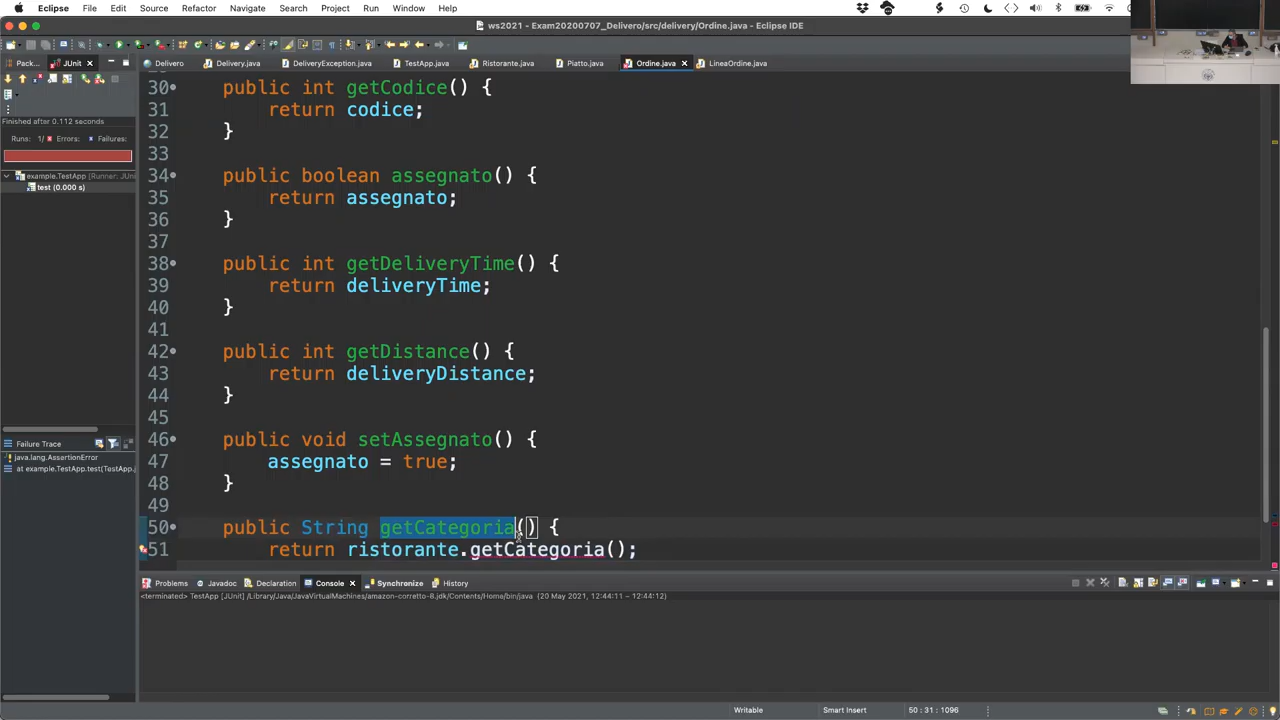 Eclipse File Edit Source Refactor Navigate Search Project Run Window Help
ws2021 - Exam20200707_Delivero/src/delivery/Ordine.java - Eclipse IDE
Pack... JUnit Delivero Delivery.java DeliveryException.java TestApp.java Ristorante.java Piatto.java Ordine.java LineaOrdine.java
Finished after 0.112 seconds
Runs: 1/ Errors: Failures:
example.TestApp [Runner: JUni
test (0.000 s)
Failure Trace
java.lang.AssertionError
at example.TestApp.test(TestApp.j
30 public int getCodice() {
31 return codice;
32 }
33
34 public boolean assegnato() {
35 return assegnato;
36 }
37
38 public int getDeliveryTime() {
39 return deliveryTime;
40 }
41
42 public int getDistance() {
43 return deliveryDistance;
44 }
45
46 public void setAssegnato() {
47 assegnato = true;
48 }
49
50 public String getCategoria() {
51 return ristorante.getCategoria();
Problems Javadoc Declaration Console Synchronize History
<terminated> TestApp [JUnit] /Library/Java/JavaVirtualMachines/amazon-corretto-8.jdk/Contents/Home/bin/java (20 May 2021, 12:44:11 – 12:44:12)
Writable Smart Insert 50 : 31 : 1096